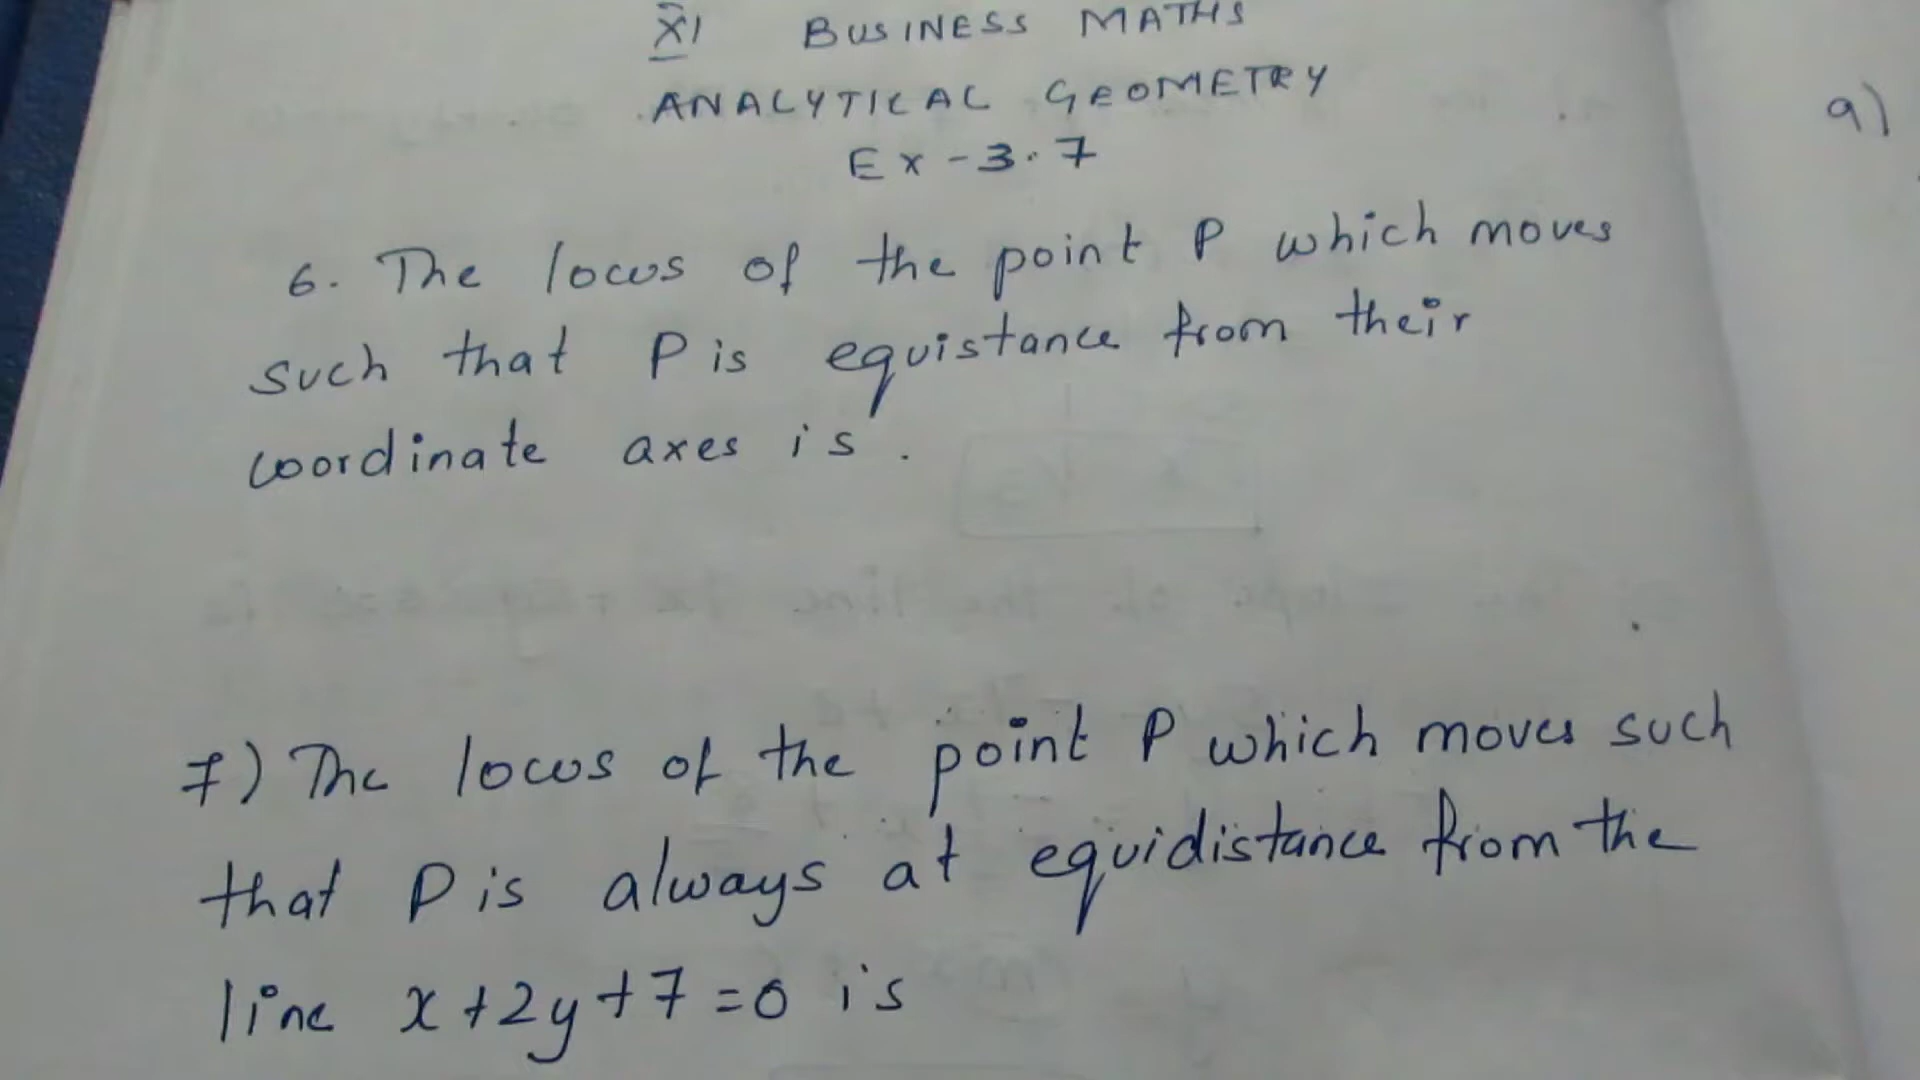 XI BUSINESS MATHS
ANALYTICAL GEOMETRY
Ex-3.7
a)
6. The locus of the point P which moves
such that P is equistance from their
coordinate axes is.
7) The locus of the point P which moves such
that P is always at equidistance from the
line x+2y+7=0 is